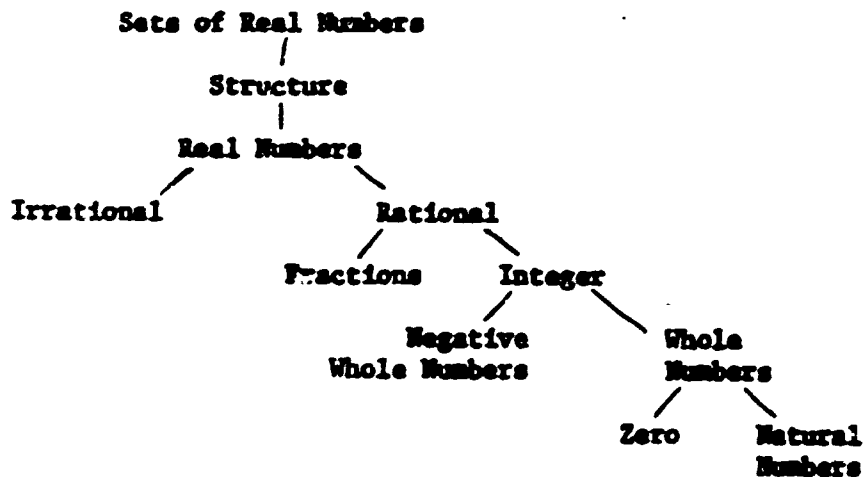 Sets of Real Numbers
Structure
Real Numbers
Irrational
Rational
Fractions
Integer
Negative
Whole Numbers
Whole
Numbers
Zero
Natural
Numbers